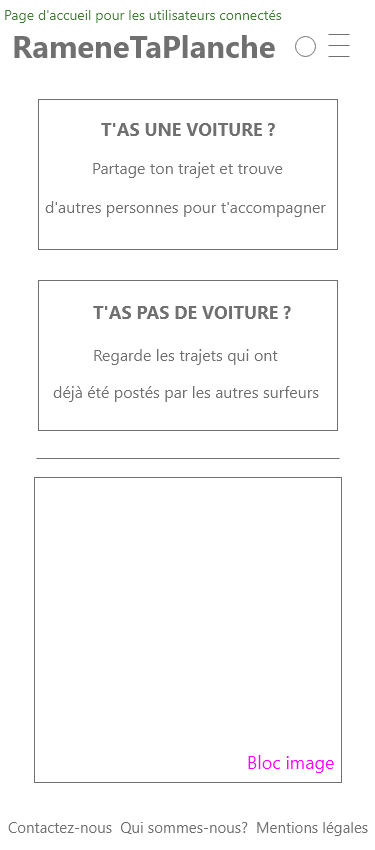 Page d'accueil pour les utilisateurs connectés
RameneTaPlanche
T'AS UNE VOITURE ?
Partage ton trajet et trouve
d'autres personnes pour t'accompagner
T'AS PAS DE VOITURE ?
Regarde les trajets qui ont
déjà été postés par les autres surfeurs
Bloc image
Contactez-nous Qui sommes-nous? Mentions légales